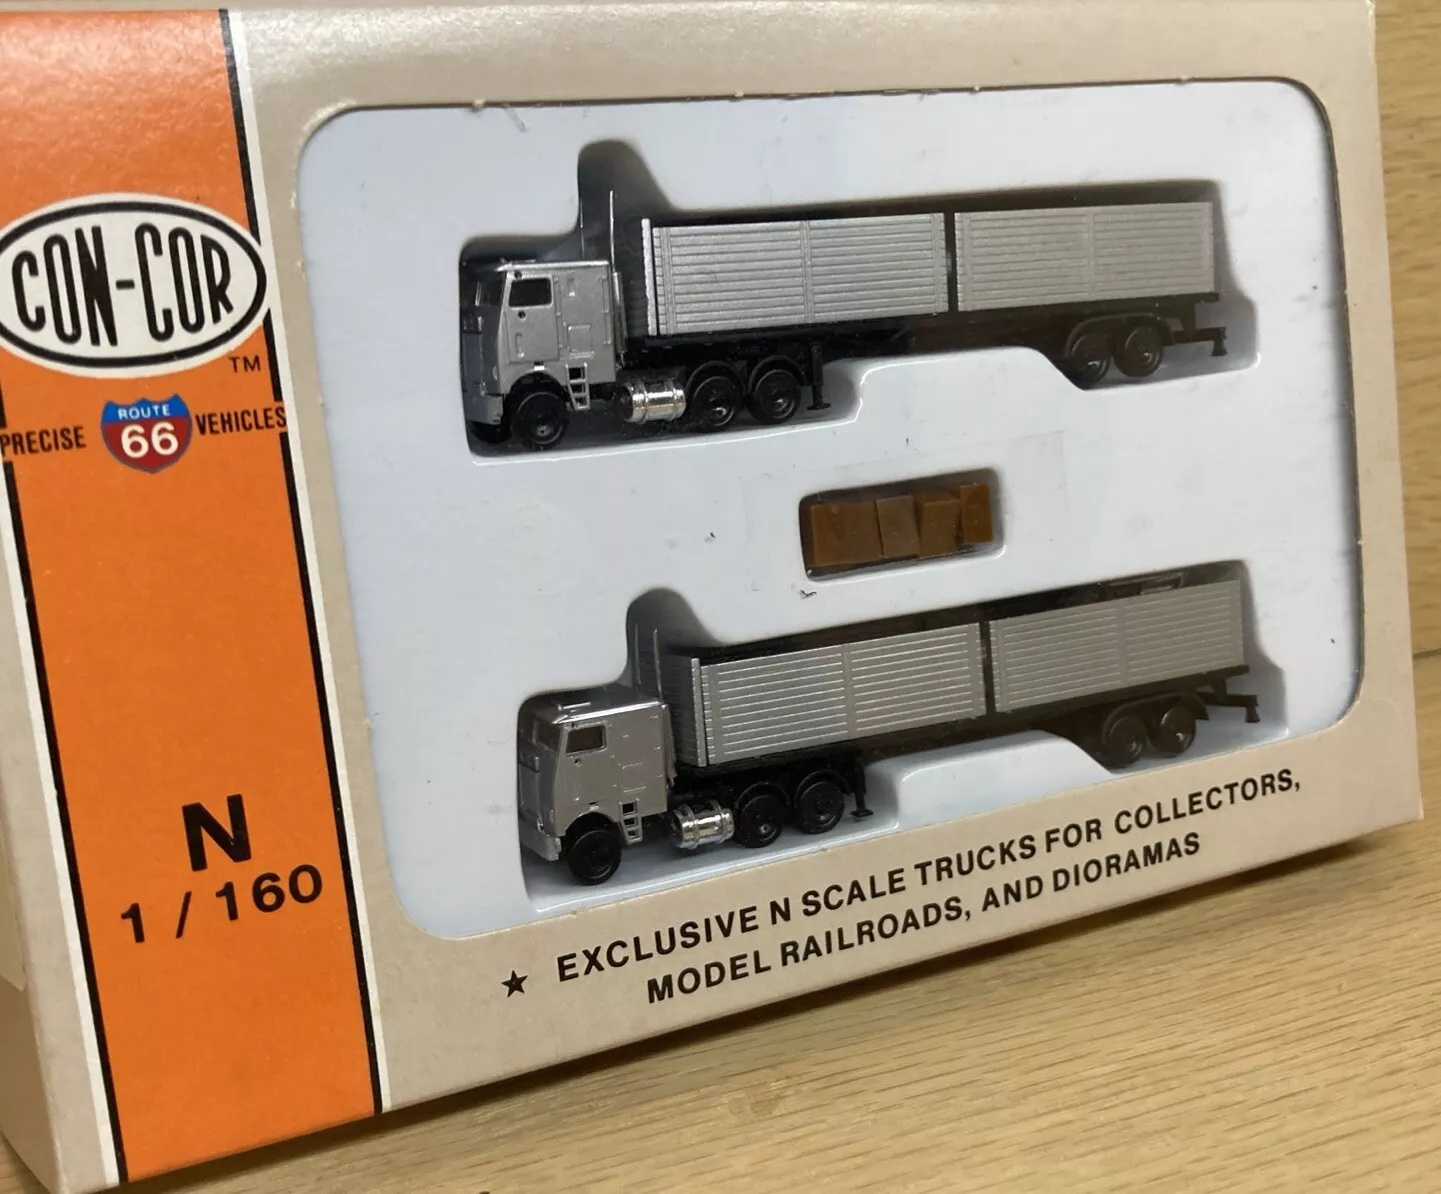 CON-COR
TM
PRECISE ROUTE 66 VEHICLES
N
1/160
★ EXCLUSIVE N SCALE TRUCKS FOR COLLECTORS,
MODEL RAILROADS, AND DIORAMAS